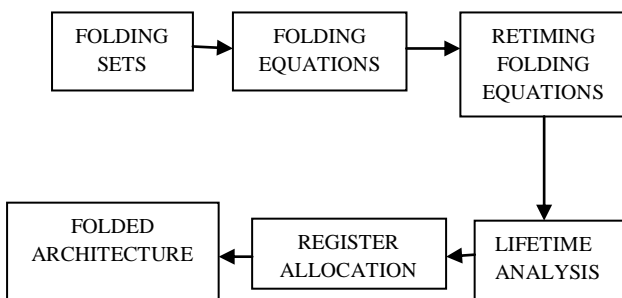 FOLDING
SETS
FOLDING
EQUATIONS
RETIMING
FOLDING
EQUATIONS
LIFETIME
ANALYSIS
REGISTER
ALLOCATION
FOLDED
ARCHITECTURE